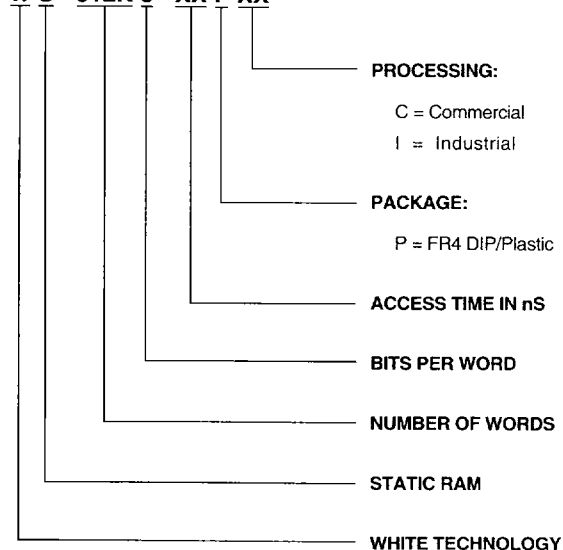 PROCESSING:
C = Commercial
I = Industrial
PACKAGE:
P = FR4 DIP/Plastic
ACCESS TIME IN nS
BITS PER WORD
NUMBER OF WORDS
STATIC RAM
WHITE TECHNOLOGY